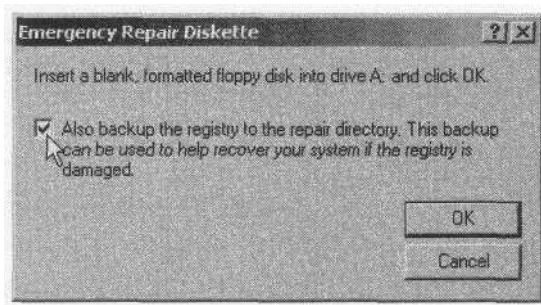 Emergency Repair Diskette
Insert a blank, formatted floppy disk into drive A: and click OK.
Also backup the registry to the repair directory. This backup
can be used to help recover your system if the registry is
damaged.
OK
Cancel